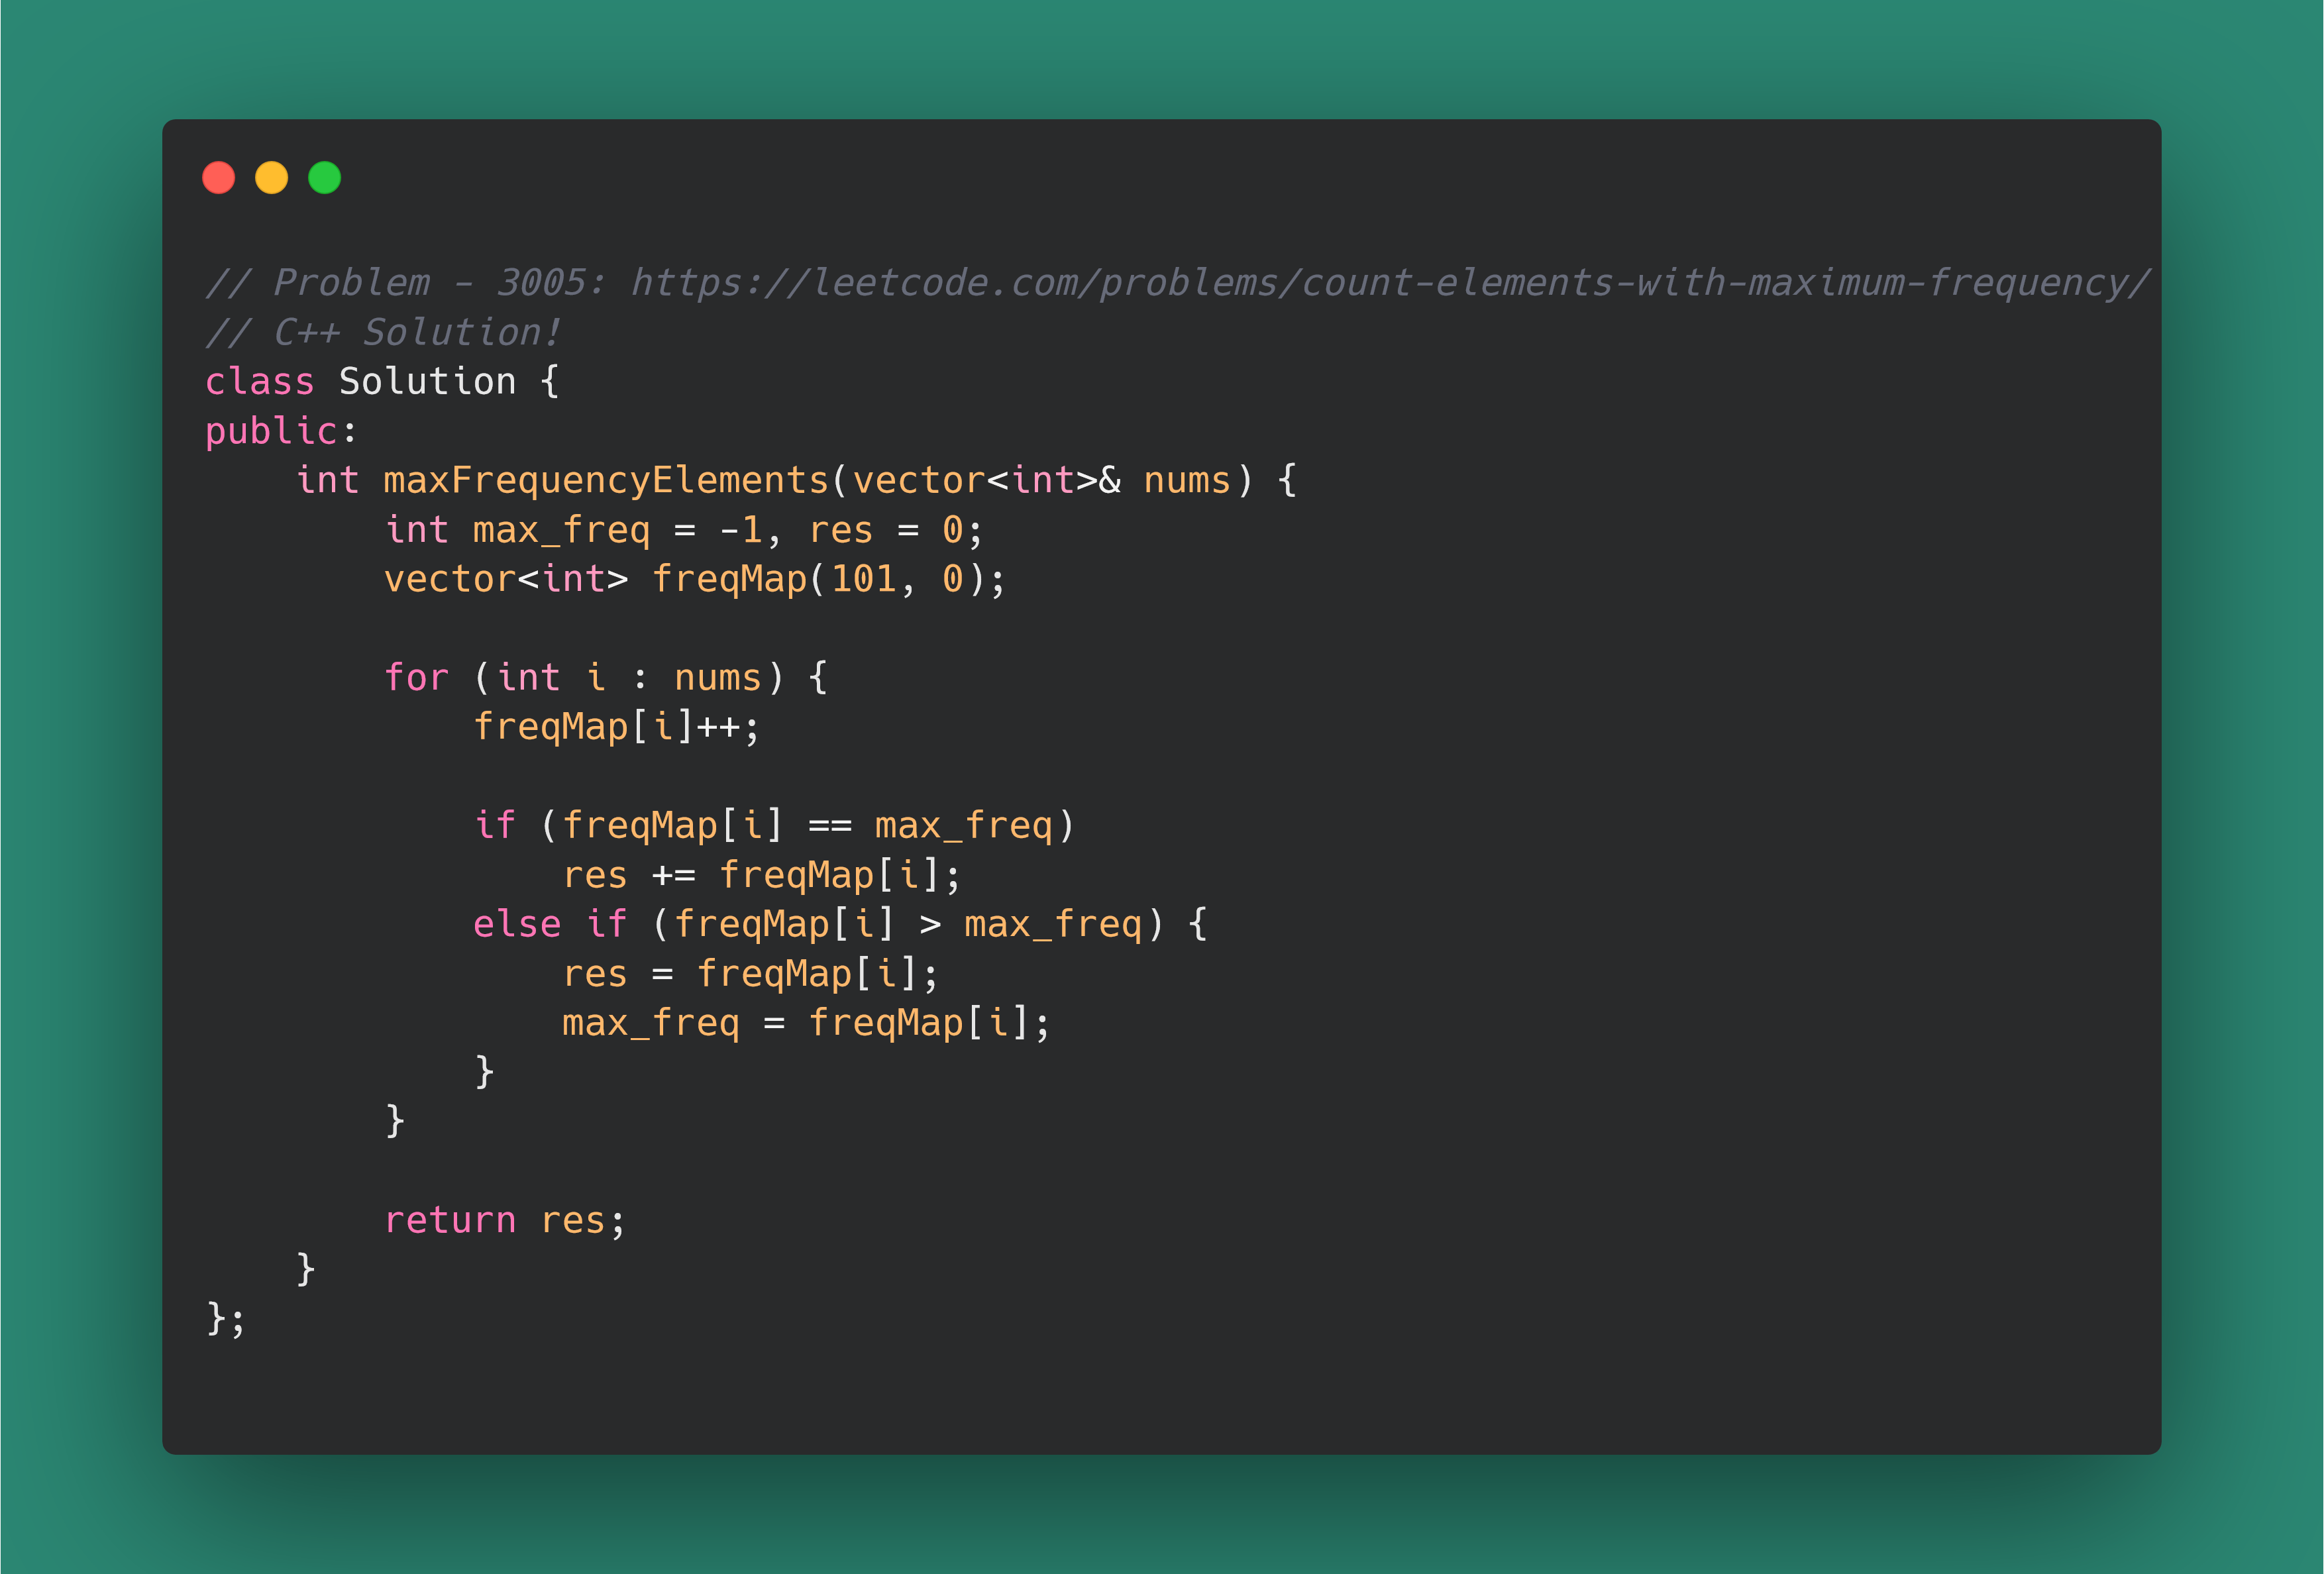 // Problem - 3005: https://leetcode.com/problems/count-elements-with-maximum-frequency/
// C++ Solution!
class Solution {
public:
    int maxFrequencyElements(vector<int>& nums) {
        int max_freq = -1, res = 0;
        vector<int> freqMap(101, 0);

        for (int i : nums) {
            freqMap[i]++;

            if (freqMap[i] == max_freq)
                res += freqMap[i];
            else if (freqMap[i] > max_freq) {
                res = freqMap[i];
                max_freq = freqMap[i];
            }
        }

        return res;
    }
};